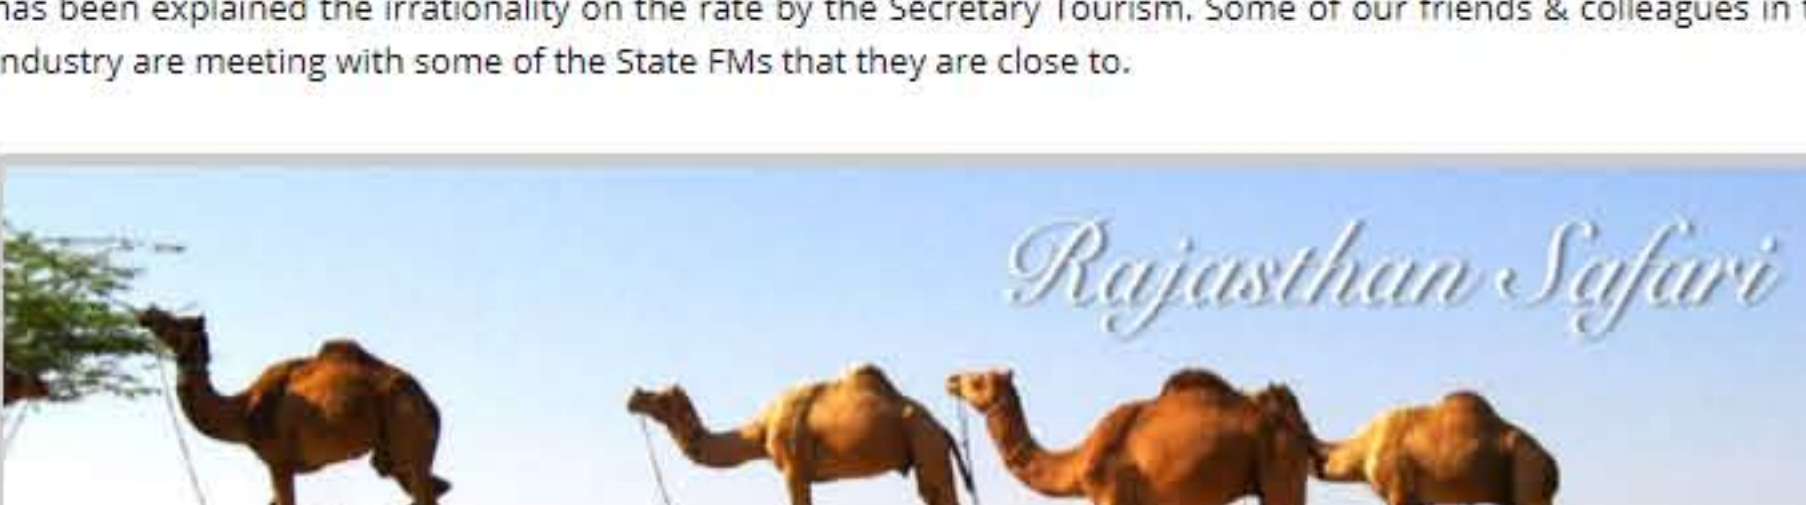 has been explained the irrationality on the rate by the Secretary Tourism. Some of our friends & colleagues in
industry are meeting with some of the State FMs that they are close to.
Rajasthan Safari